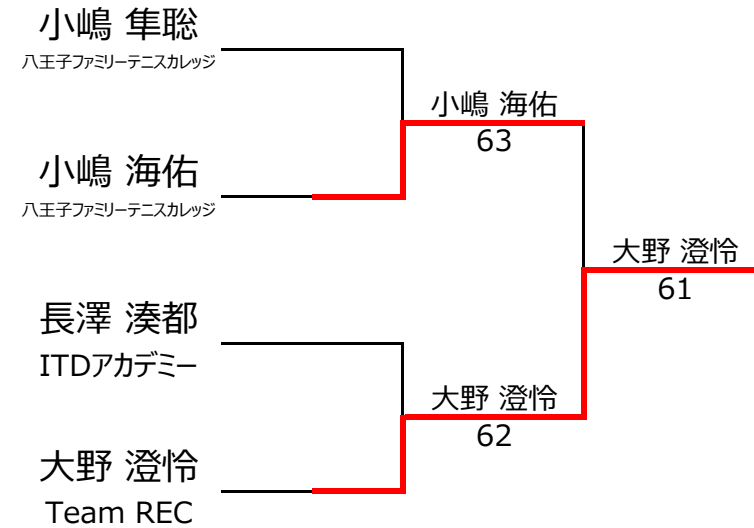 小嶋 隼聡
八王子ファミリーテニスカレッジ
小嶋 海佑
63
小嶋 海佑
八王子ファミリーテニスカレッジ
大野 澄怜
61
長澤 湊都
ITDアカデミー
大野 澄怜
62
大野 澄怜
Team REC